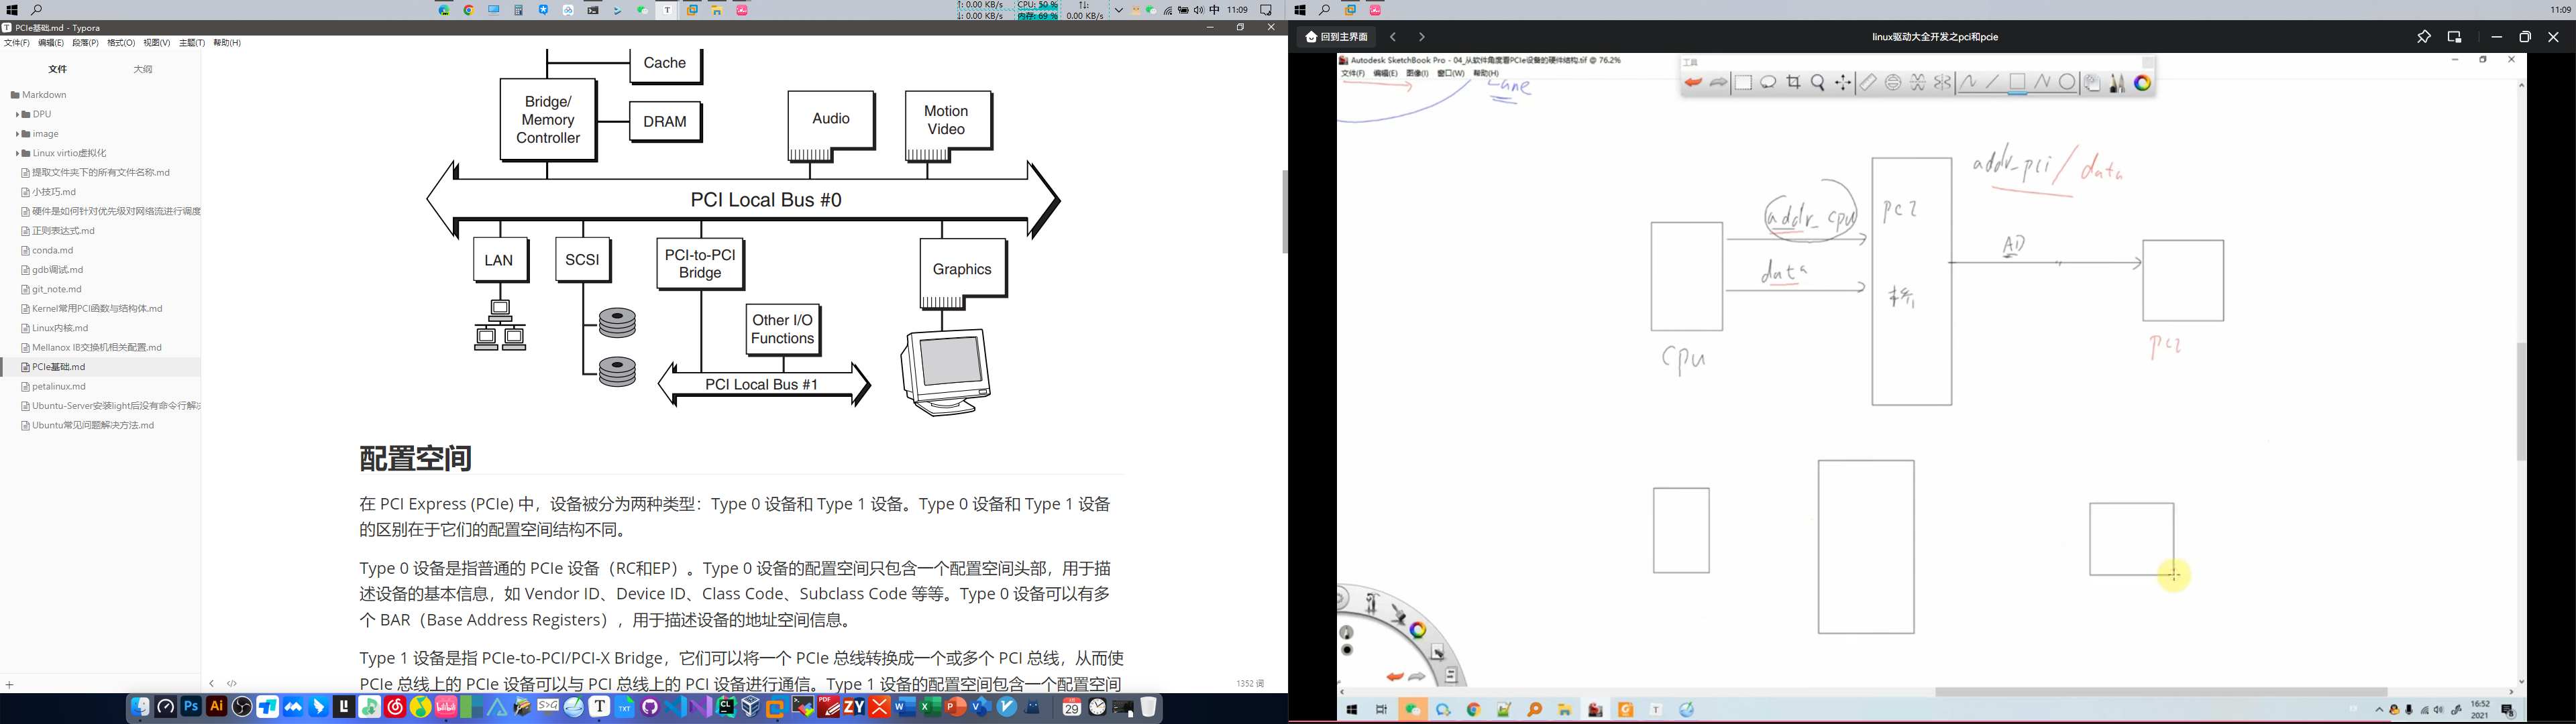 ↑: 0.00 KB/s
↓: 0.00 KB/s
CPU: 50 %
内存: 69 %
↑↓:
0.00 KB/s
中
11:09
11:09
PCIe基础.md - Typora
文件(F) 编辑(E) 段落(P) 格式(O) 视图(V) 主题(T) 帮助(H)
文件
大纲
Markdown
DPU
image
Linux virtio虚拟化
提取文件夹下的所有文件名称.md
小技巧.md
硬件是如何针对优先级对网络流进行调度
正则表达式.md
conda.md
gdb调试.md
git_note.md
Kernel常用PCI函数与结构体.md
Linux内核.md
Mellanox IB交换机相关配置.md
PCIe基础.md
petalinux.md
Ubuntu-Server安装light后没有命令行解决
Ubuntu常见问题解决方法.md
Cache
Bridge/
Memory
Controller
DRAM
Audio
Motion
Video
PCI Local Bus #0
LAN
SCSI
PCI-to-PCI
Bridge
Graphics
Other I/O
Functions
PCI Local Bus #1
配置空间
在 PCI Express (PCIe) 中，设备被分为两种类型：Type 0 设备和 Type 1 设备。Type 0 设备和 Type 1 设备
的区别在于它们的配置空间结构不同。
Type 0 设备是指普通的 PCIe 设备（RC和EP）。Type 0 设备的配置空间只包含一个配置空间头部，用于描
述设备的基本信息，如 Vendor ID、Device ID、Class Code、Subclass Code 等等。Type 0 设备可以有多
个 BAR（Base Address Registers），用于描述设备的地址空间信息。
Type 1 设备是指 PCIe-to-PCI/PCI-X Bridge，它们可以将一个 PCIe 总线转换成一个或多个 PCI 总线，从而使
PCIe 总线上的 PCIe 设备可以与 PCI 总线上的 PCI 设备进行通信。Type 1 设备的配置空间包含一个配置空间
1352 词
回到主界面
linux驱动大全开发之pci和pcie
Autodesk SketchBook Pro - 04_从软件角度看PCIe设备的硬件结构.tif @ 76.2%
文件(F) 编辑(E) 图像(I) 窗口(W) 帮助(H)
工具
Lane
addr_pci/data
addr_cpu
pci
AD
data
桥
cpu
pci
16:52
2021